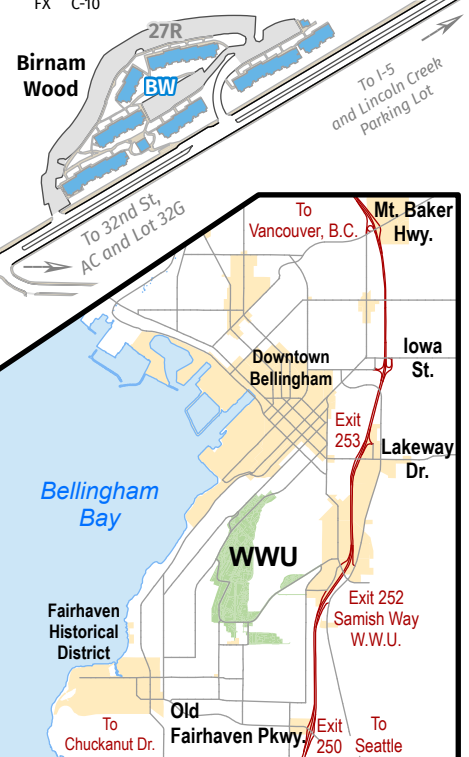 FX C-10
27R
Birnam
Wood
BW
To I-5
and Lincoln Creek
Parking Lot
To 32nd St,
AC and Lot 32G
To
Vancouver, B.C.
Mt. Baker
Hwy.
Downtown
Bellingham
Iowa
St.
Exit
253
Lakeway
Dr.
Bellingham
Bay
WWU
Exit 252
Samish Way
W.W.U.
Fairhaven
Historical
District
Old
Fairhaven Pkwy.
To
Chuckanut Dr.
Exit
250
To
Seattle